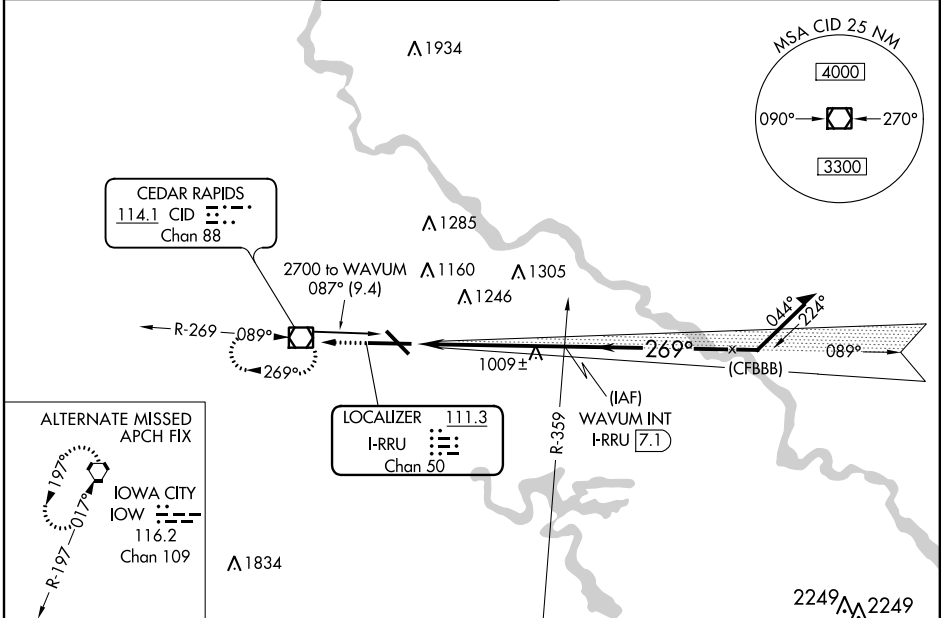 MSA CID 25 NM
4000
090°
270°
3300
1934
CEDAR RAPIDS
114.1 CID
Chan 88
1285
2700 to WAVUM
087° (9.4)
1160
1305
1246
R-269
089°
269°
044°
224°
269°
089°
(CFBBB)
1009±
(IAF)
WAVUM INT
I-RRU 7.1
R-359
LOCALIZER 111.3
I-RRU
Chan 50
ALTERNATE MISSED
APCH FIX
197°
017°
R-197
IOWA CITY
IOW
116.2
Chan 109
1834
2249
2249